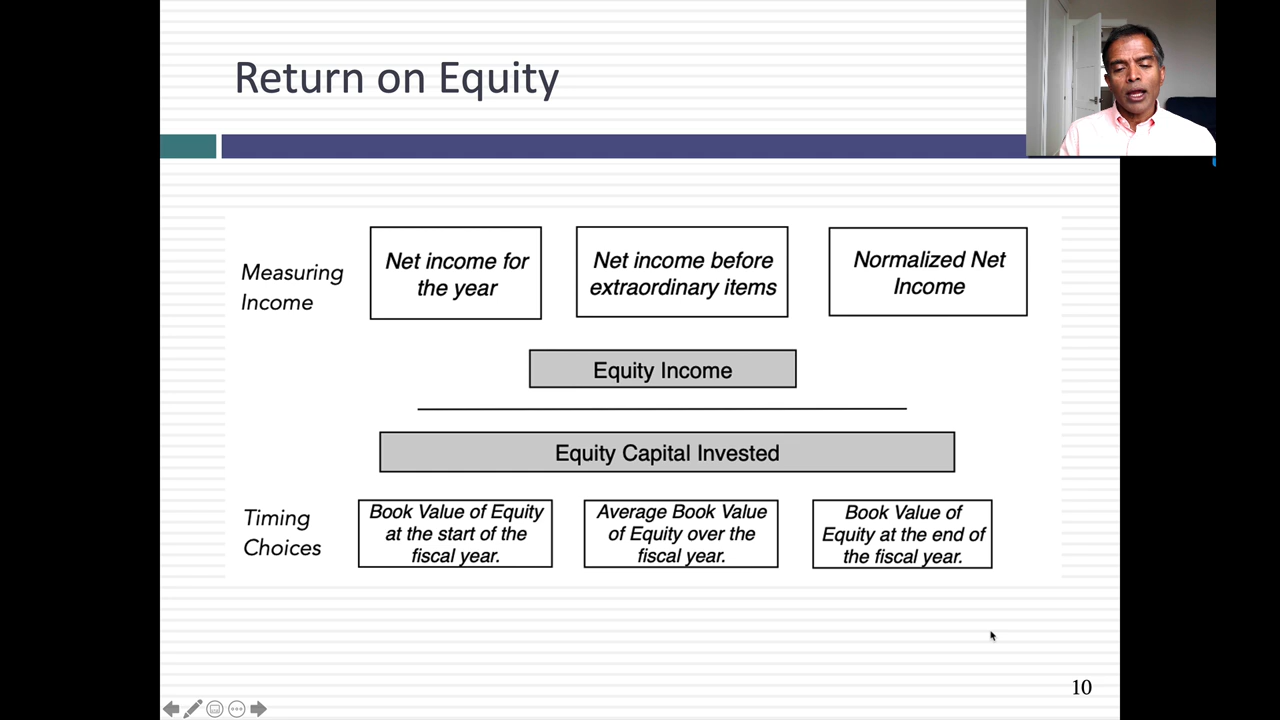 Return on Equity
Measuring
Income
Net income for
the year
Net income before
extraordinary items
Normalized Net
Income
Equity Income
Equity Capital Invested
Timing
Choices
Book Value of Equity
at the start of the
fiscal year.
Average Book Value
of Equity over the
fiscal year.
Book Value of
Equity at the end of
the fiscal year.
10